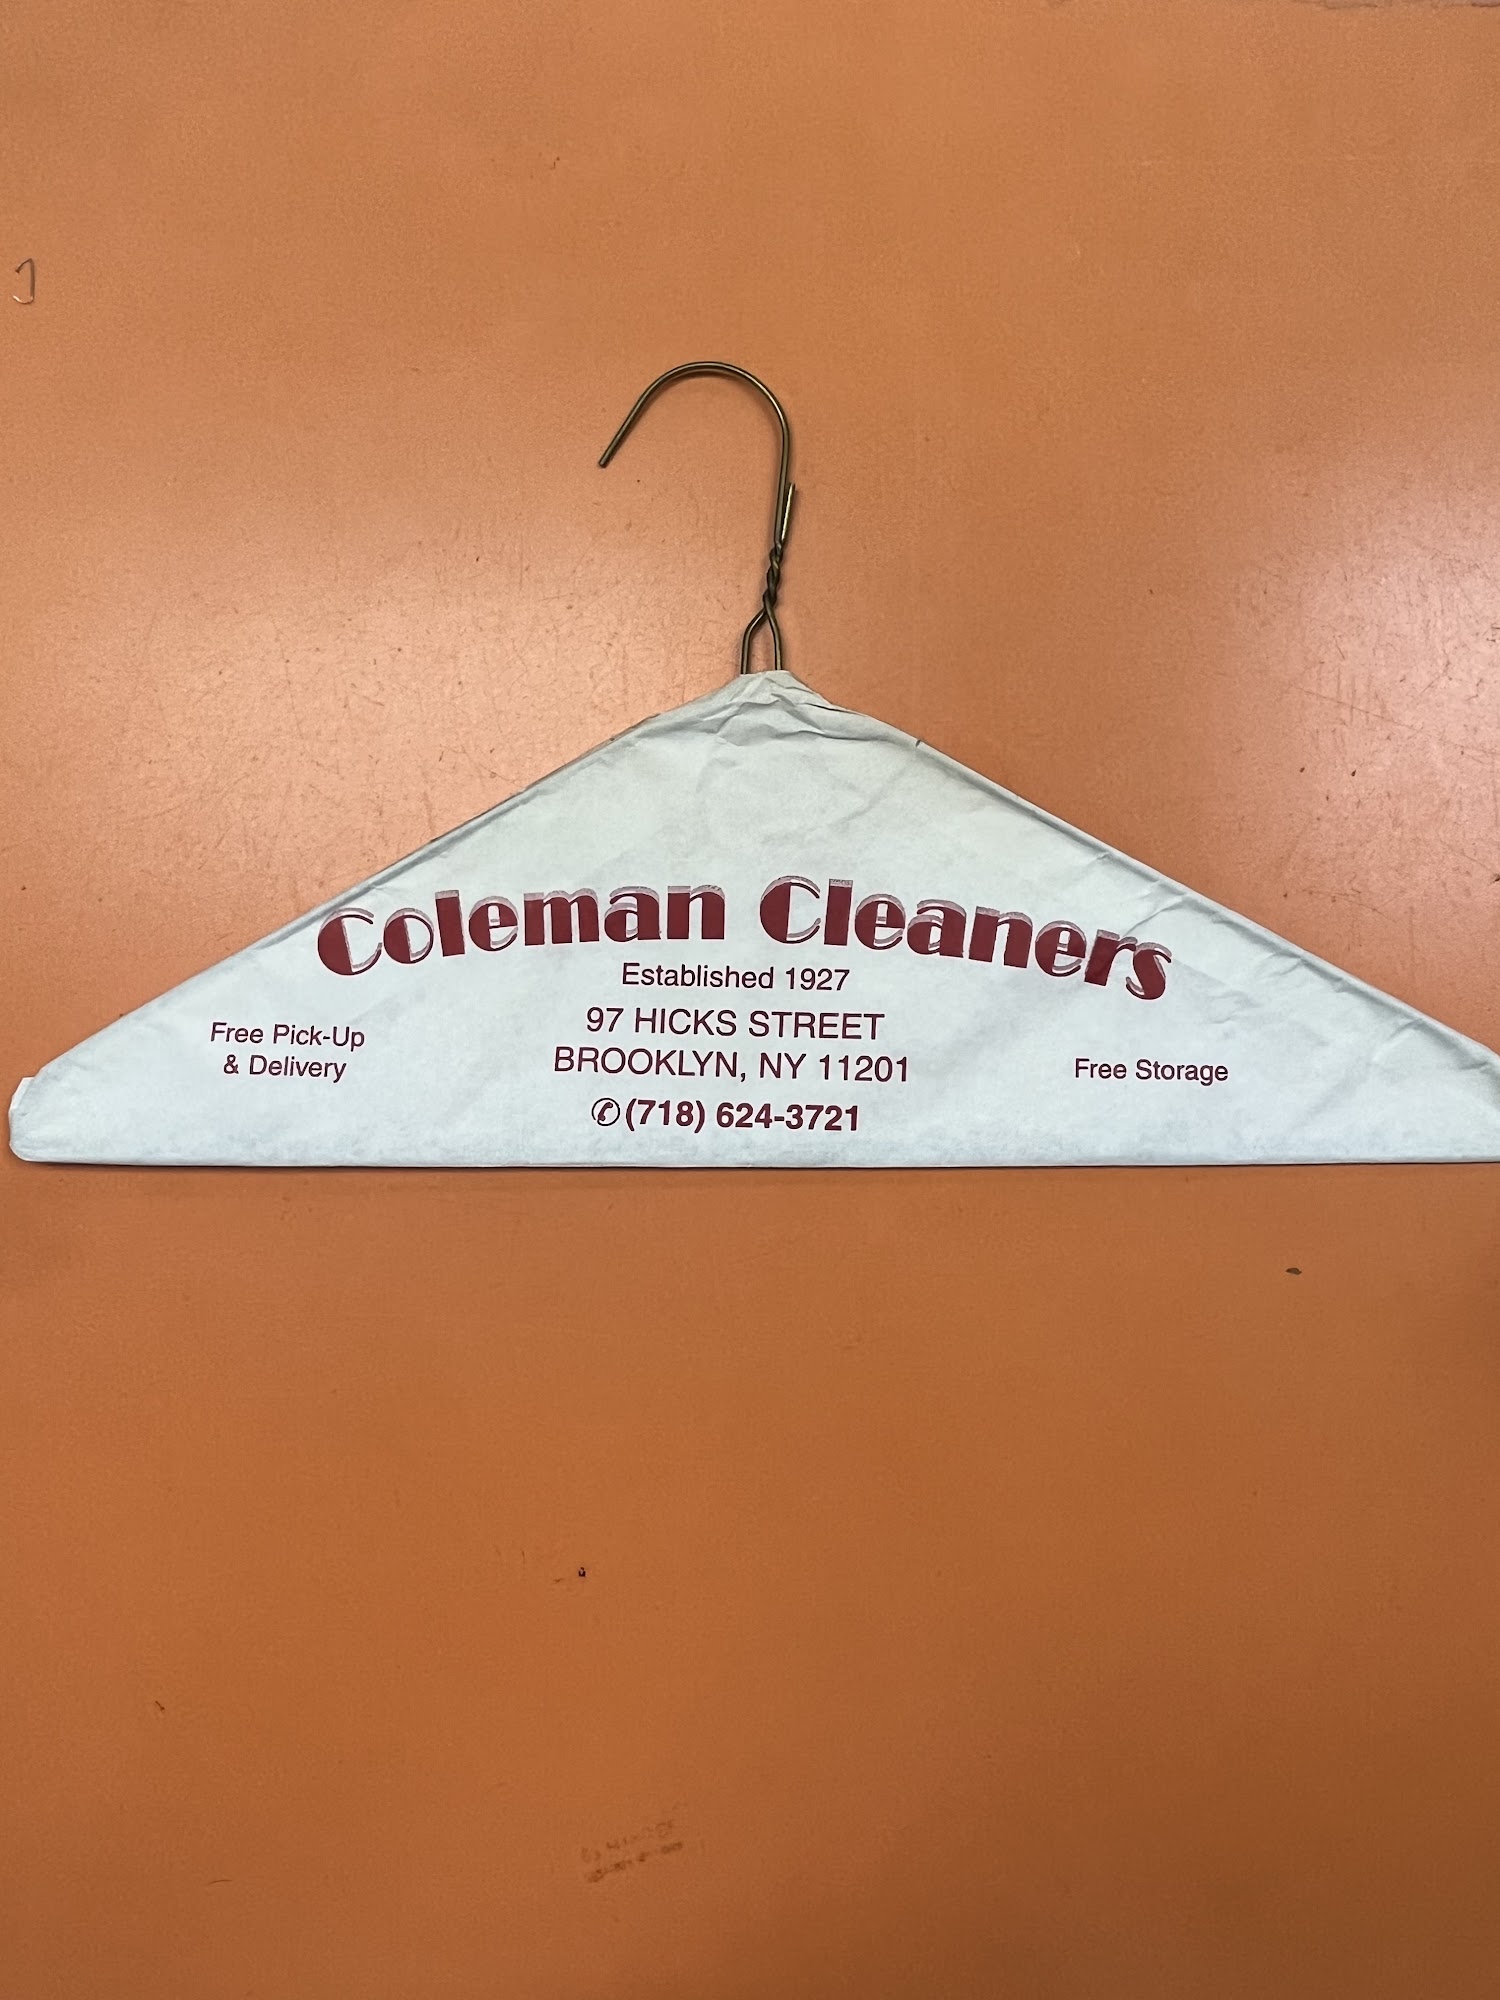 Coleman Cleaners
Established 1927
97 HICKS STREET
BROOKLYN, NY 11201
✆(718) 624-3721
Free Pick-Up
& Delivery
Free Storage